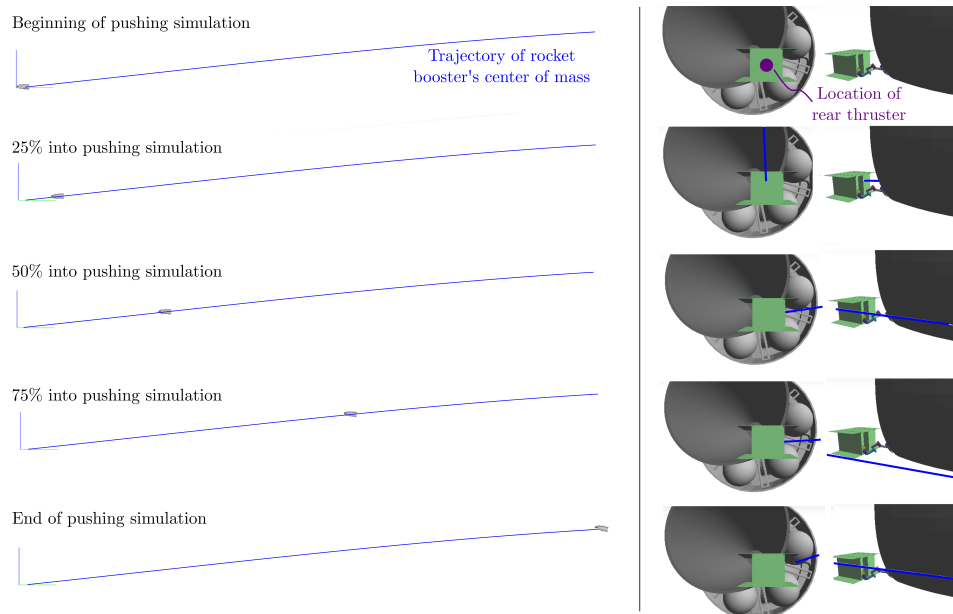 Beginning of pushing simulation
Trajectory of rocket
booster's center of mass
Location of
rear thruster
25% into pushing simulation
50% into pushing simulation
75% into pushing simulation
End of pushing simulation